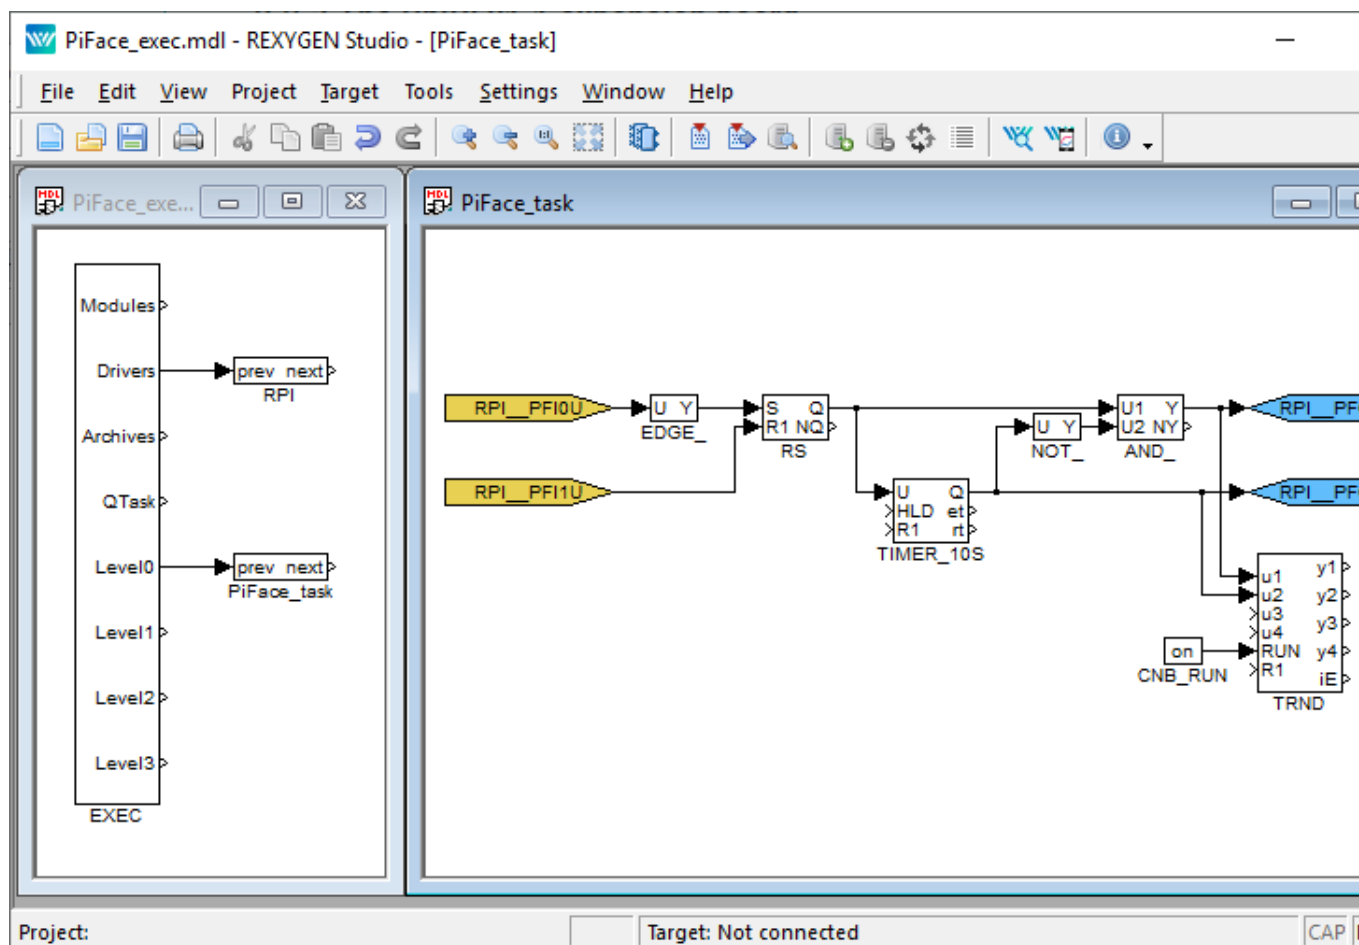 PiFace_exec.mdl - REXYGEN Studio - [PiFace_task]
File Edit View Project Target Tools Settings Window Help
PiFace_exe...
Modules
Drivers
prev next
RPI
Archives
QTask
Level0
prev next
PiFace_task
Level1
Level2
Level3
EXEC
PiFace_task
RPI__PFI0U
U Y
EDGE_
S Q
R1 NQ
RS
U Y
NOT_
U1 Y
U2 NY
AND_
RPI__PF
RPI__PFI1U
U Q
HLD et
R1 rt
TIMER_10S
RPI__PF
u1 y1
u2 y2
u3 y3
u4
RUN y4
R1 iE
TRND
on
CNB_RUN
Project:
Target: Not connected
CAP